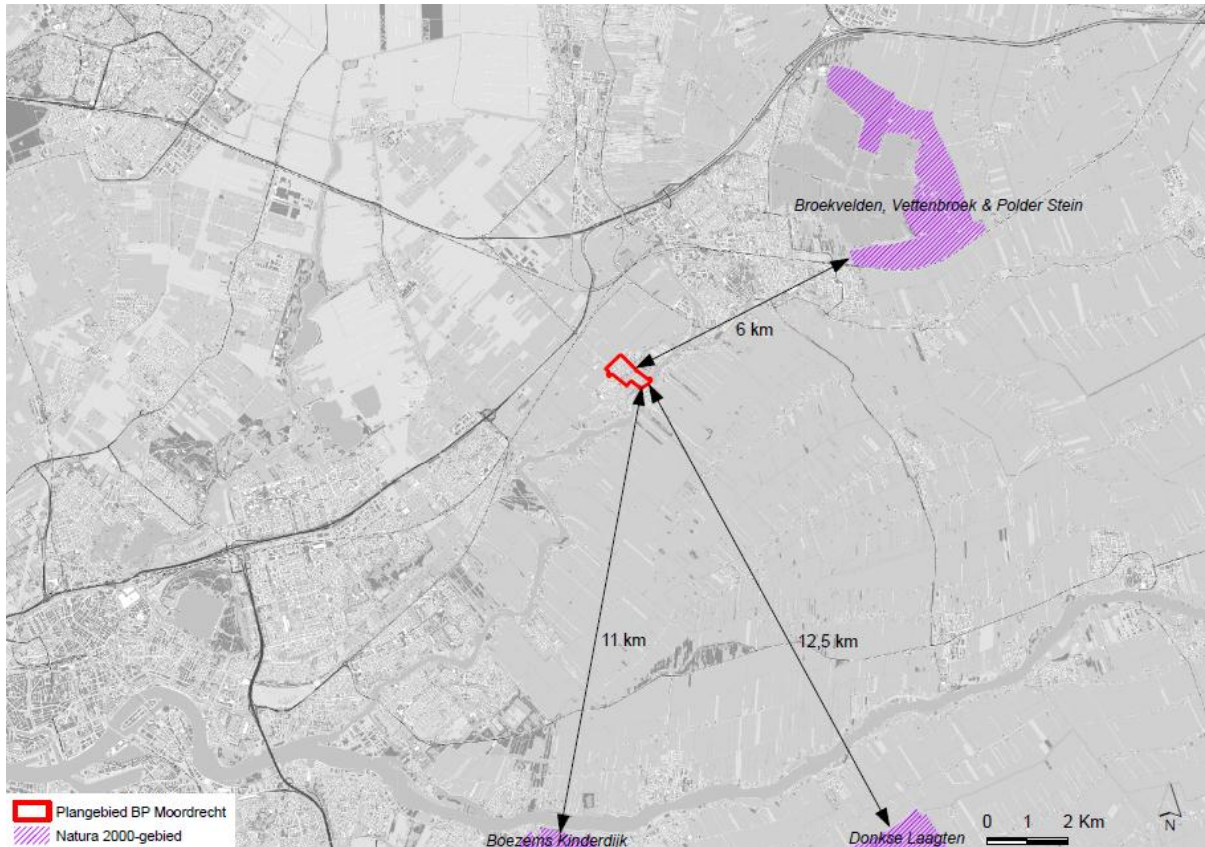 Broekvelden, Vettenbroek & Polder Stein
6 km
11 km
12,5 km
Plangebied BP Moordrecht
Natura 2000-gebied
Boezems Kinderdijk
Donkse Laagten
0 1 2 Km
N